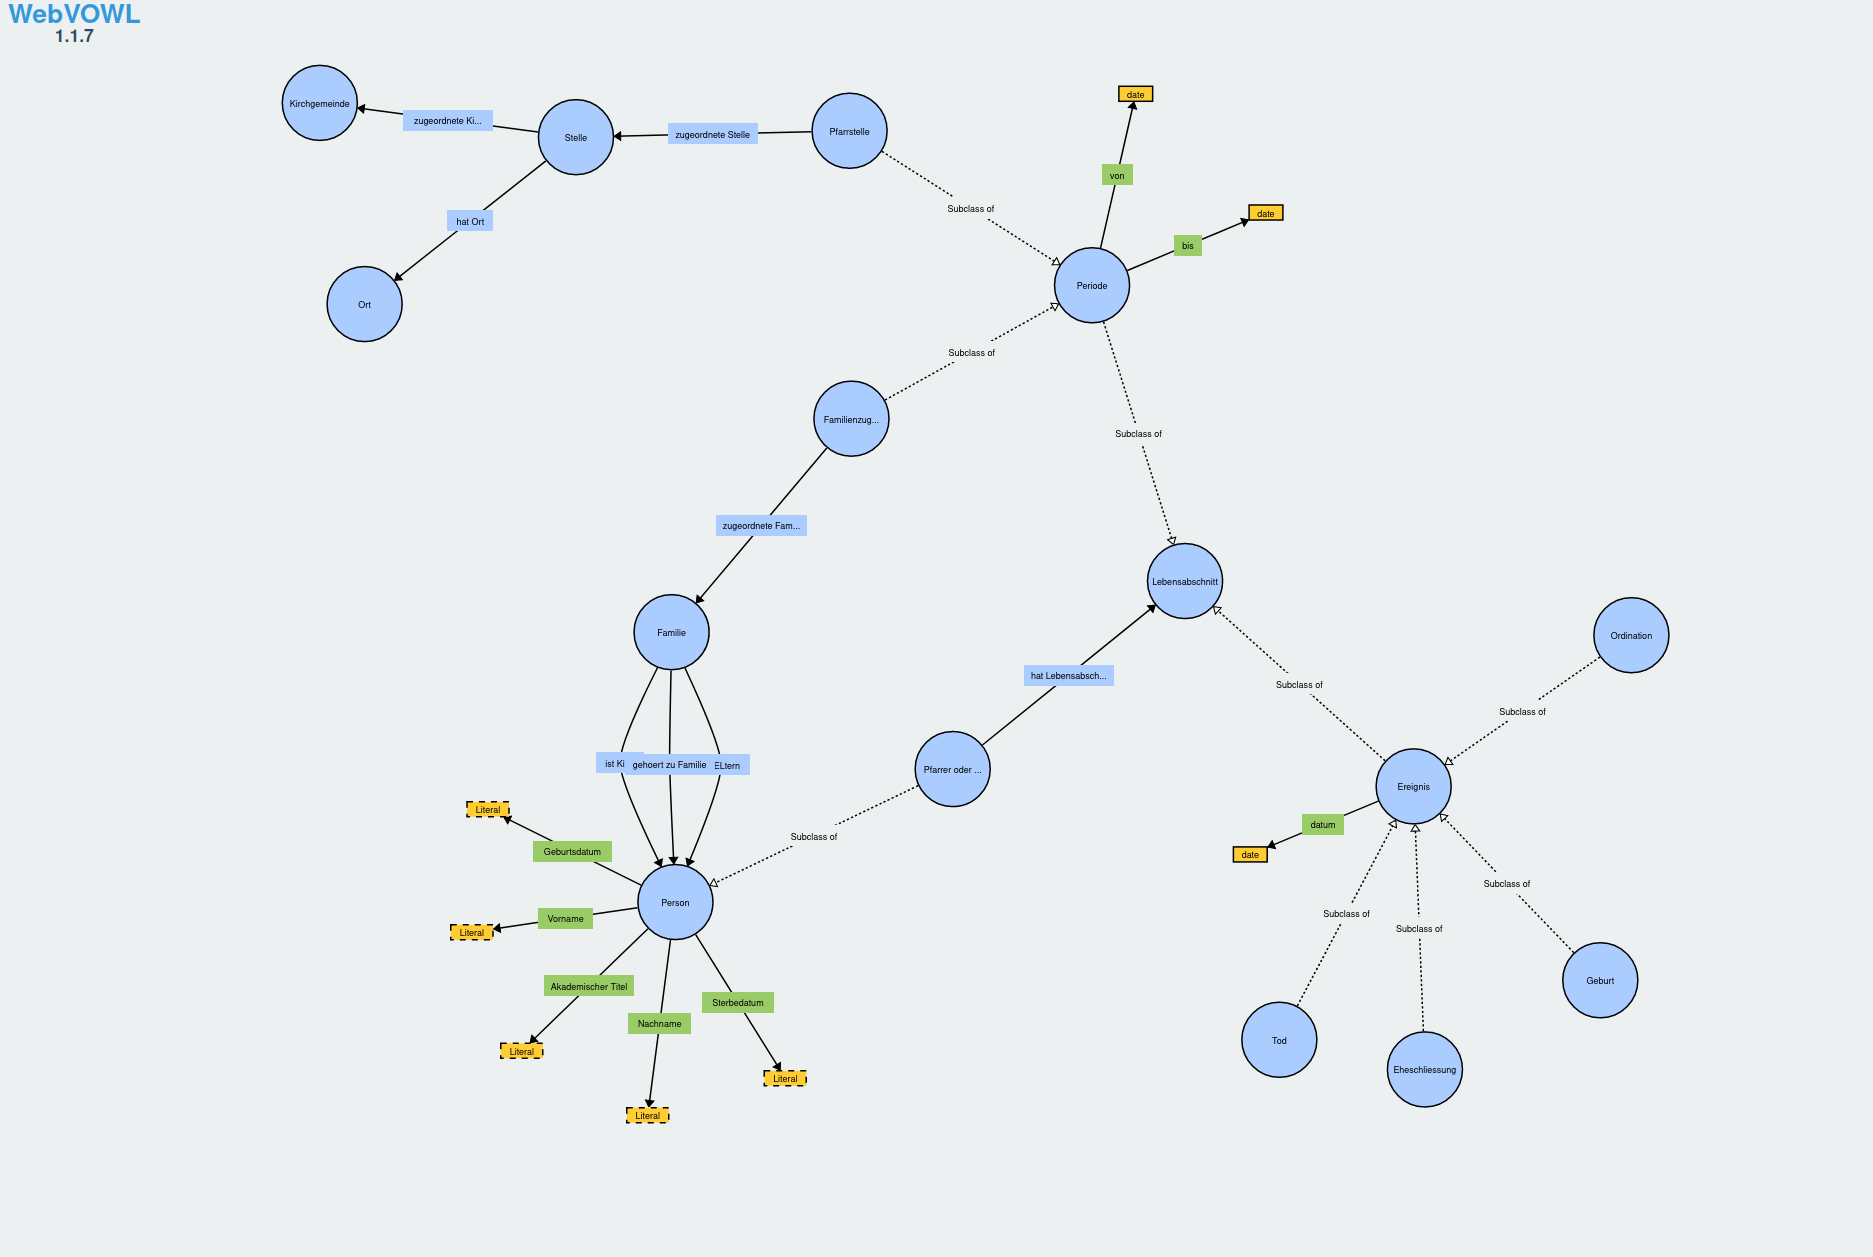 WebVOWL
1.1.7
date
Kirchgemeinde
zugeordnete Ki...
Stelle
zugeordnete Stelle
Pfarrstelle
von
Subclass of
date
hat Ort
bis
Periode
Ort
Subclass of
Familienzug...
Subclass of
zugeordnete Fam...
Lebensabschnitt
Familie
Ordination
hat Lebensabsch...
Subclass of
Subclass of
ist Ki
gehoert zu Familie
ELtern
Pfarrer oder ...
Ereignis
Literal
Subclass of
datum
Geburtsdatum
date
Subclass of
Person
Vorname
Subclass of
Subclass of
Literal
Akademischer Titel
Geburt
Sterbedatum
Nachname
Tod
Literal
Eheschliessung
Literal
Literal